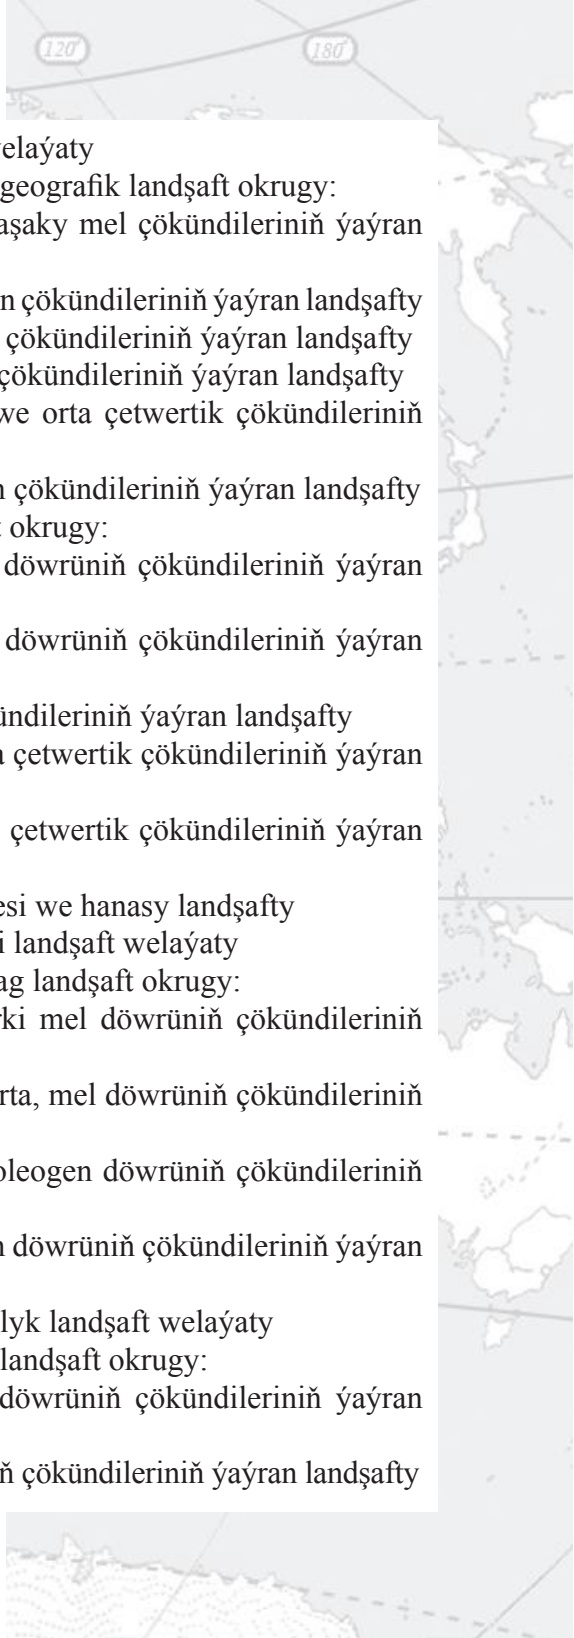 120°
180°
elaýaty
geografik landşaft okrugy:
aşaky mel çökündileriniň ýaýran
n çökündileriniň ýaýran landşafty
çökündileriniň ýaýran landşafty
çökündileriniň ýaýran landşafty
we orta çetwertik çökündileriniň
çökündileriniň ýaýran landşafty
okrugy:
döwrüniň çökündileriniň ýaýran
döwrüniň çökündileriniň ýaýran
ündileriniň ýaýran landşafty
a çetwertik çökündileriniň ýaýran
çetwertik çökündileriniň ýaýran
esi we hanasy landşafty
i landşaft welaýaty
ag landşaft okrugy:
rki mel döwrüniň çökündileriniň
rta, mel döwrüniň çökündileriniň
oleogen döwrüniň çökündileriniň
döwrüniň çökündileriniň ýaýran
lyk landşaft welaýaty
landşaft okrugy:
döwrüniň çökündileriniň ýaýran
ň çökündileriniň ýaýran landşafty